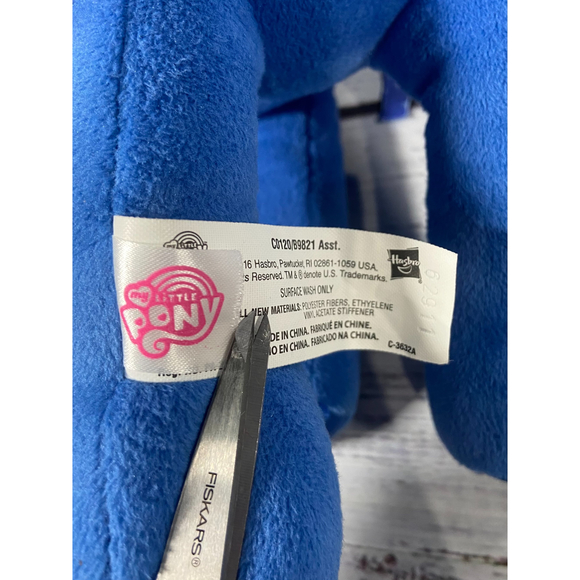 C0120/B9821 Asst.
16 Hasbro, Pawtucket, RI 02861-1059 USA.
s Reserved. TM & ® denote U.S. Trademarks.
Hasbro
SURFACE WASH ONLY
my LITTLE PONY
LL NEW MATERIALS: POLYESTER FIBERS, ETHYLENE
VINYL ACETATE STIFFENER
DE IN CHINA. FABRIQUÉ EN CHINE.
HO EN CHINA. FABRICADO NA CHINA.
C-3632A
FISKARS®